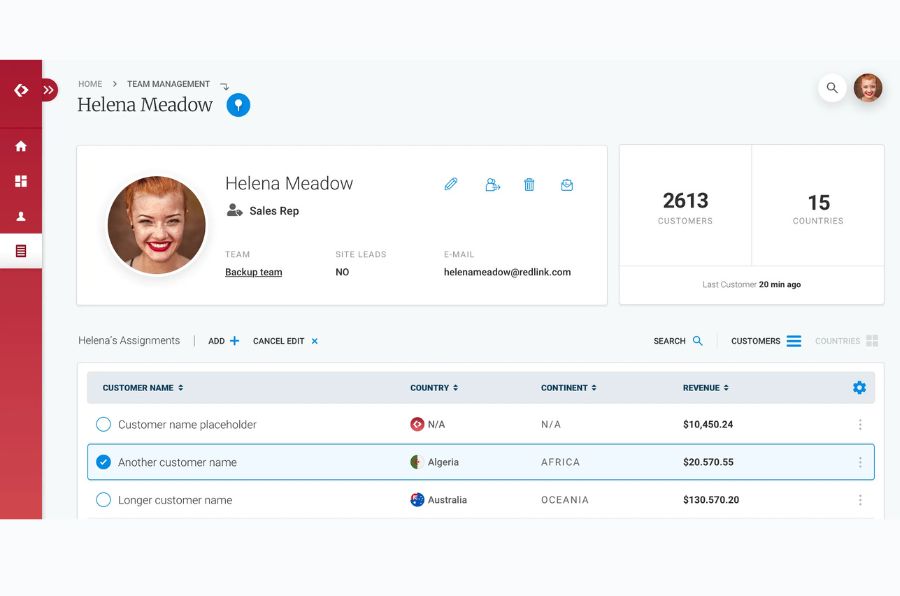 HOME > TEAM MANAGEMENT
Helena Meadow
Helena Meadow
Sales Rep
TEAM SITE LEADS E-MAIL
Backup team NO helenameadow@redlink.com
2613 15
CUSTOMERS COUNTRIES
Last Customer 20 min ago
Helena's Assignments | ADD + CANCEL EDIT × SEARCH CUSTOMERS COUNTRIES
CUSTOMER NAME COUNTRY CONTINENT REVENUE
Customer name placeholder N/A N/A $10,450.24
Another customer name Algeria AFRICA $20.570.55
Longer customer name Australia OCEANIA $130.570.20